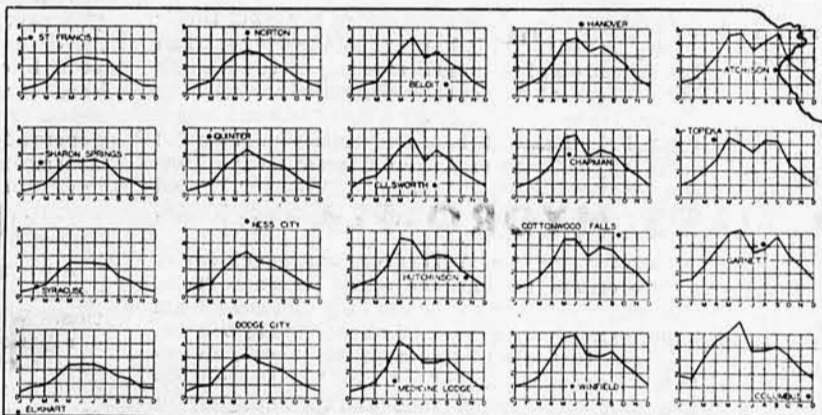 HANOVER
ST FRANCIS
NORTON
BELOIT
ATCHISON
J F M A M J J A S O N D
J F M A M J J A S O N D
J F M A M J J A S O N D
J F M A M J J A S O N D
J F M A M J J A S O N D
SHARON SPRINGS
QUINTER
ELLSWORTH
CHAPMAN
TOPEKA
J F M A M J J A S O N D
J F M A M J J A S O N D
J F M A M J J A S O N D
J F M A M J J A S O N D
J F M A M J J A S O N D
NESS CITY
COTTONWOOD FALLS
SYRACUSE
HUTCHINSON
GARNETT
J F M A M J J A S O N D
J F M A M J J A S O N D
J F M A M J J A S O N D
J F M A M J J A S O N D
J F M A M J J A S O N D
DODGE CITY
MEDICINE LODGE
WINFIELD
COLUMBUS
J F M A M J J A S O N D
J F M A M J J A S O N D
J F M A M J J A S O N D
J F M A M J J A S O N D
J F M A M J J A S O N D
ELKHART